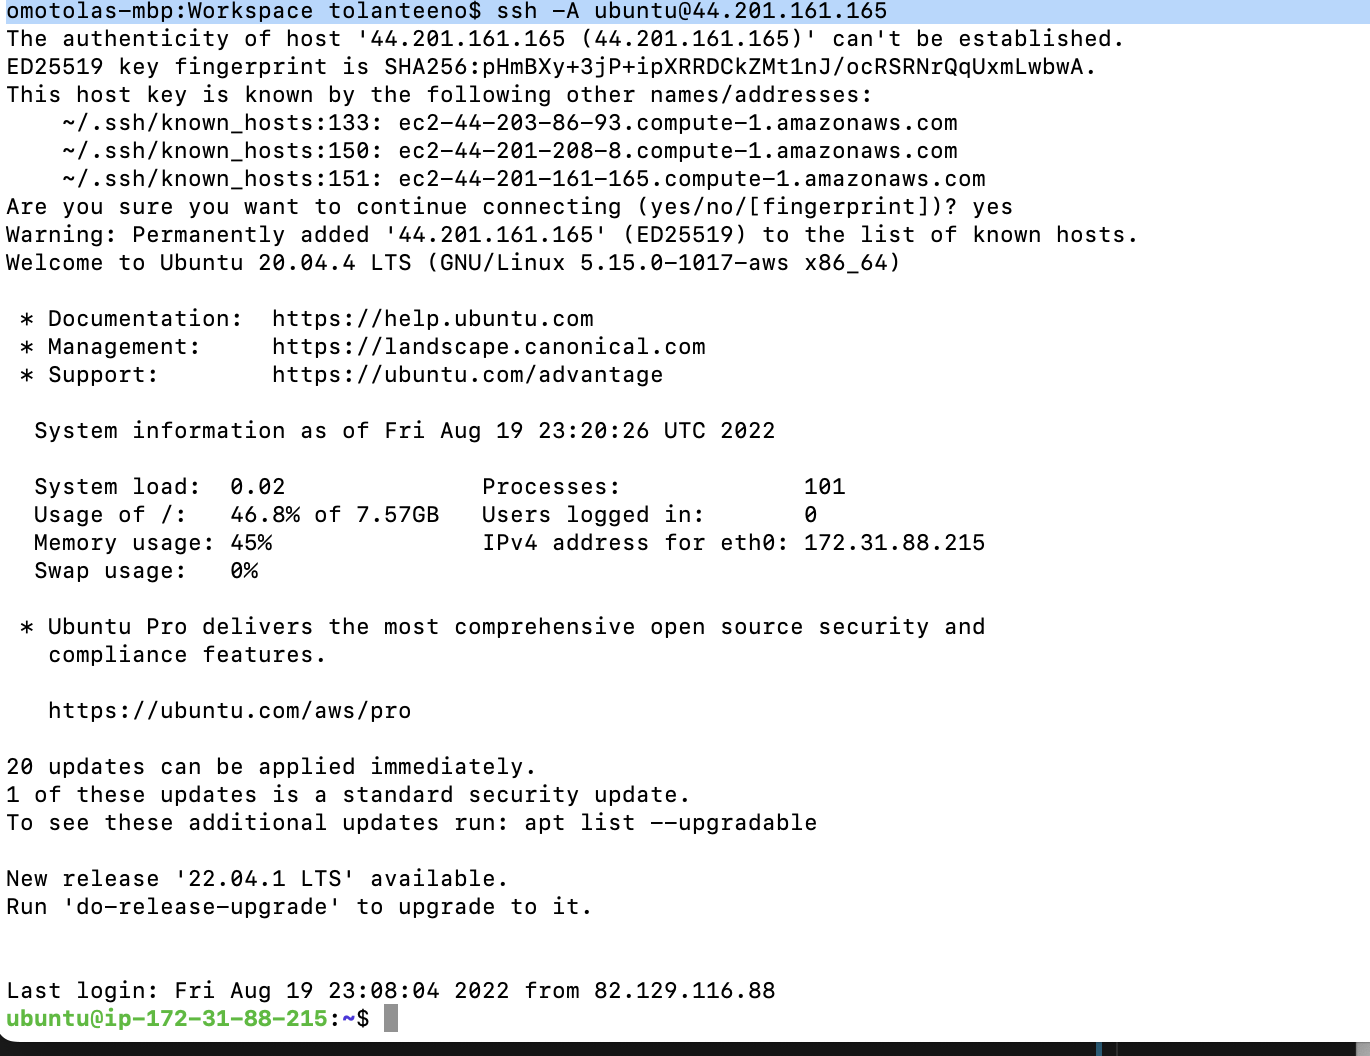 omotolas-mbp:Workspace tolanteeno$ ssh -A ubuntu@44.201.161.165
The authenticity of host '44.201.161.165 (44.201.161.165)' can't be established.
ED25519 key fingerprint is SHA256:pHmBXy+3jP+ipXRRDCkZMt1nJ/ocRSRNrQqUxmLwbwA.
This host key is known by the following other names/addresses:
    ~/.ssh/known_hosts:133: ec2-44-203-86-93.compute-1.amazonaws.com
    ~/.ssh/known_hosts:150: ec2-44-201-208-8.compute-1.amazonaws.com
    ~/.ssh/known_hosts:151: ec2-44-201-161-165.compute-1.amazonaws.com
Are you sure you want to continue connecting (yes/no/[fingerprint])? yes
Warning: Permanently added '44.201.161.165' (ED25519) to the list of known hosts.
Welcome to Ubuntu 20.04.4 LTS (GNU/Linux 5.15.0-1017-aws x86_64)

 * Documentation:  https://help.ubuntu.com
 * Management:     https://landscape.canonical.com
 * Support:        https://ubuntu.com/advantage

  System information as of Fri Aug 19 23:20:26 UTC 2022

  System load:  0.02              Processes:             101
  Usage of /:   46.8% of 7.57GB   Users logged in:       0
  Memory usage: 45%               IPv4 address for eth0: 172.31.88.215
  Swap usage:   0%

 * Ubuntu Pro delivers the most comprehensive open source security and
   compliance features.

   https://ubuntu.com/aws/pro

20 updates can be applied immediately.
1 of these updates is a standard security update.
To see these additional updates run: apt list --upgradable

New release '22.04.1 LTS' available.
Run 'do-release-upgrade' to upgrade to it.


Last login: Fri Aug 19 23:08:04 2022 from 82.129.116.88
ubuntu@ip-172-31-88-215:~$